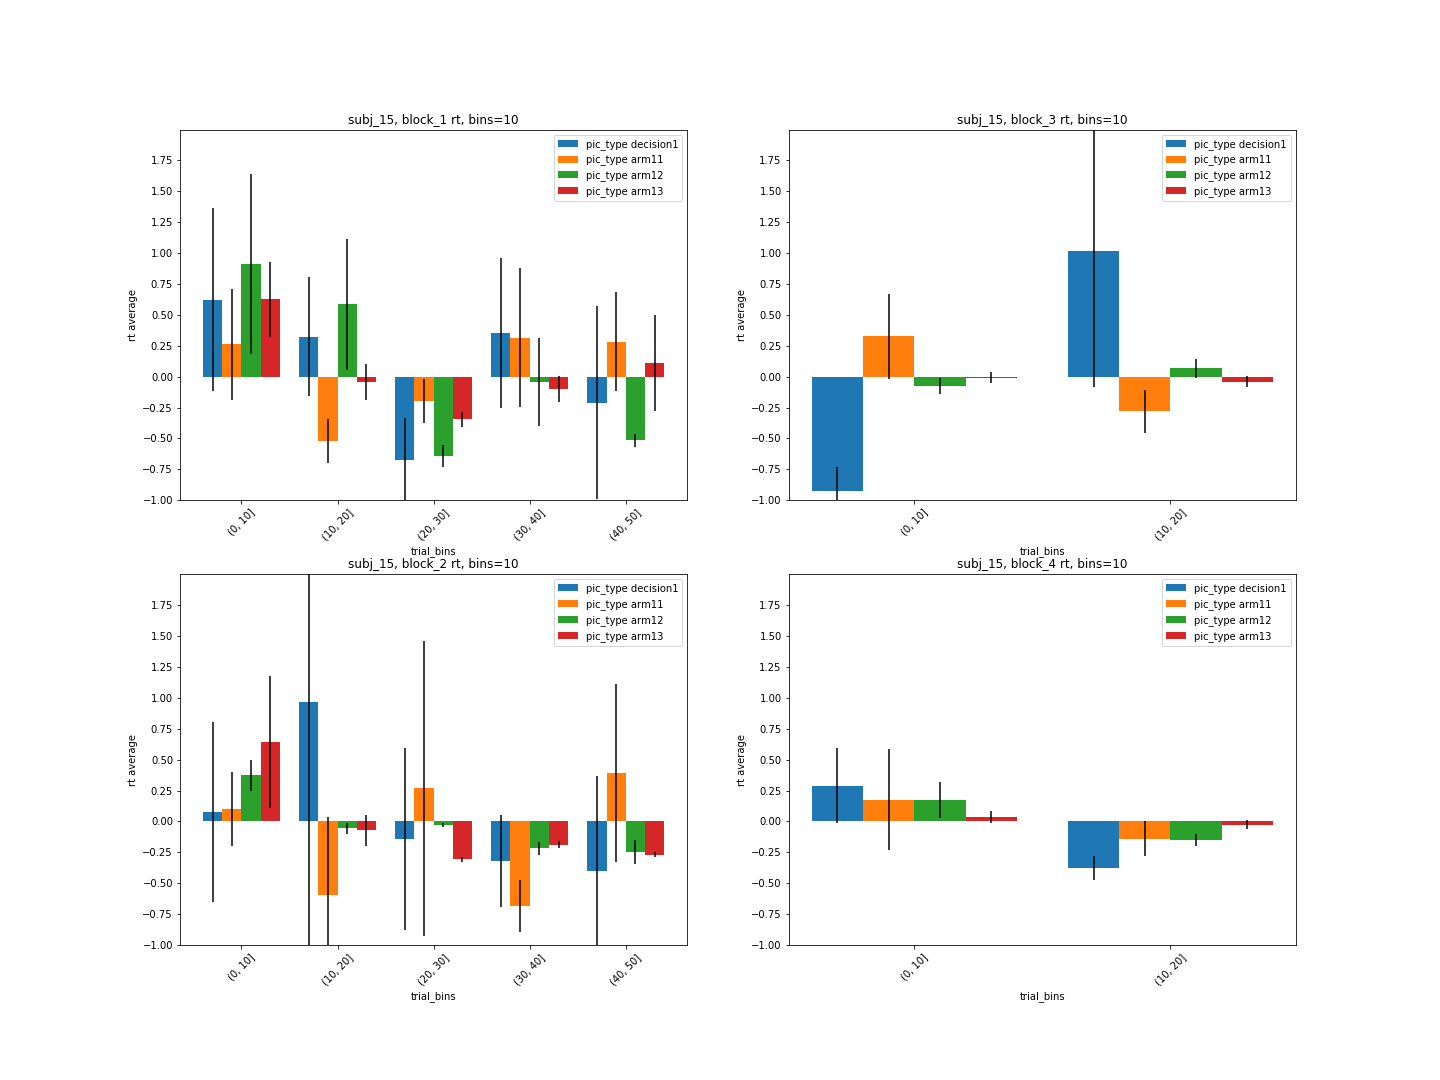 subj_15, block_1 rt, bins=10
pic_type decision1
pic_type arm11
pic_type arm12
pic_type arm13
1.75
1.50
1.25
1.00
0.75
0.50
0.25
0.00
−0.25
−0.50
−0.75
−1.00
rt average
(0, 10]
(10, 20]
(20, 30]
(30, 40]
(40, 50]
trial_bins
subj_15, block_3 rt, bins=10
pic_type decision1
pic_type arm11
pic_type arm12
pic_type arm13
1.75
1.50
1.25
1.00
0.75
0.50
0.25
0.00
−0.25
−0.50
−0.75
−1.00
rt average
(0, 10]
(10, 20]
trial_bins
subj_15, block_2 rt, bins=10
pic_type decision1
pic_type arm11
pic_type arm12
pic_type arm13
1.75
1.50
1.25
1.00
0.75
0.50
0.25
0.00
−0.25
−0.50
−0.75
−1.00
rt average
(0, 10]
(10, 20]
(20, 30]
(30, 40]
(40, 50]
trial_bins
subj_15, block_4 rt, bins=10
pic_type decision1
pic_type arm11
pic_type arm12
pic_type arm13
1.75
1.50
1.25
1.00
0.75
0.50
0.25
0.00
−0.25
−0.50
−0.75
−1.00
rt average
(0, 10]
(10, 20]
trial_bins